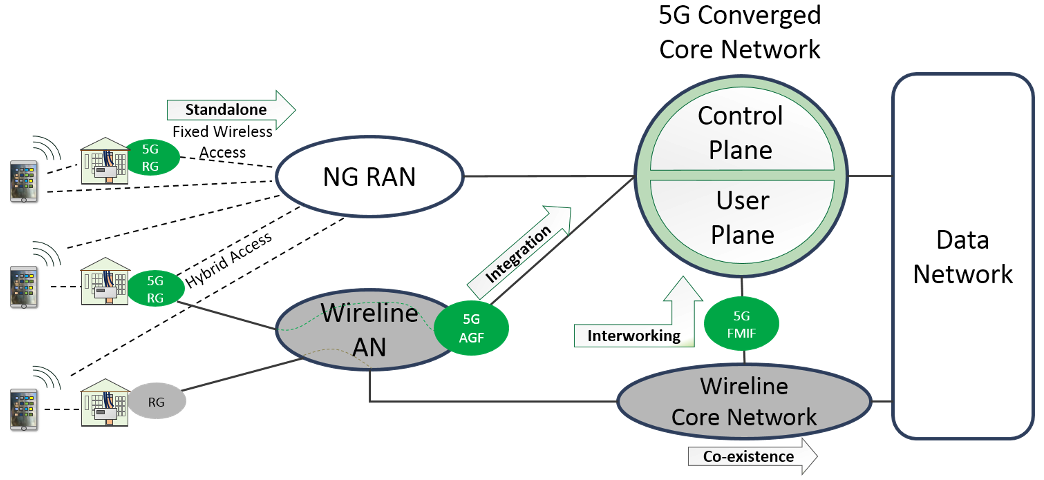 5G Converged
Core Network
Standalone
Fixed Wireless
Access
5G
RG
NG RAN
Control
Plane
User
Plane
Data
Network
Hybrid Access
5G
RG
Integration
Wireline
AN
5G
AGF
Interworking
5G
FMIF
RG
Wireline
Core Network
Co-existence